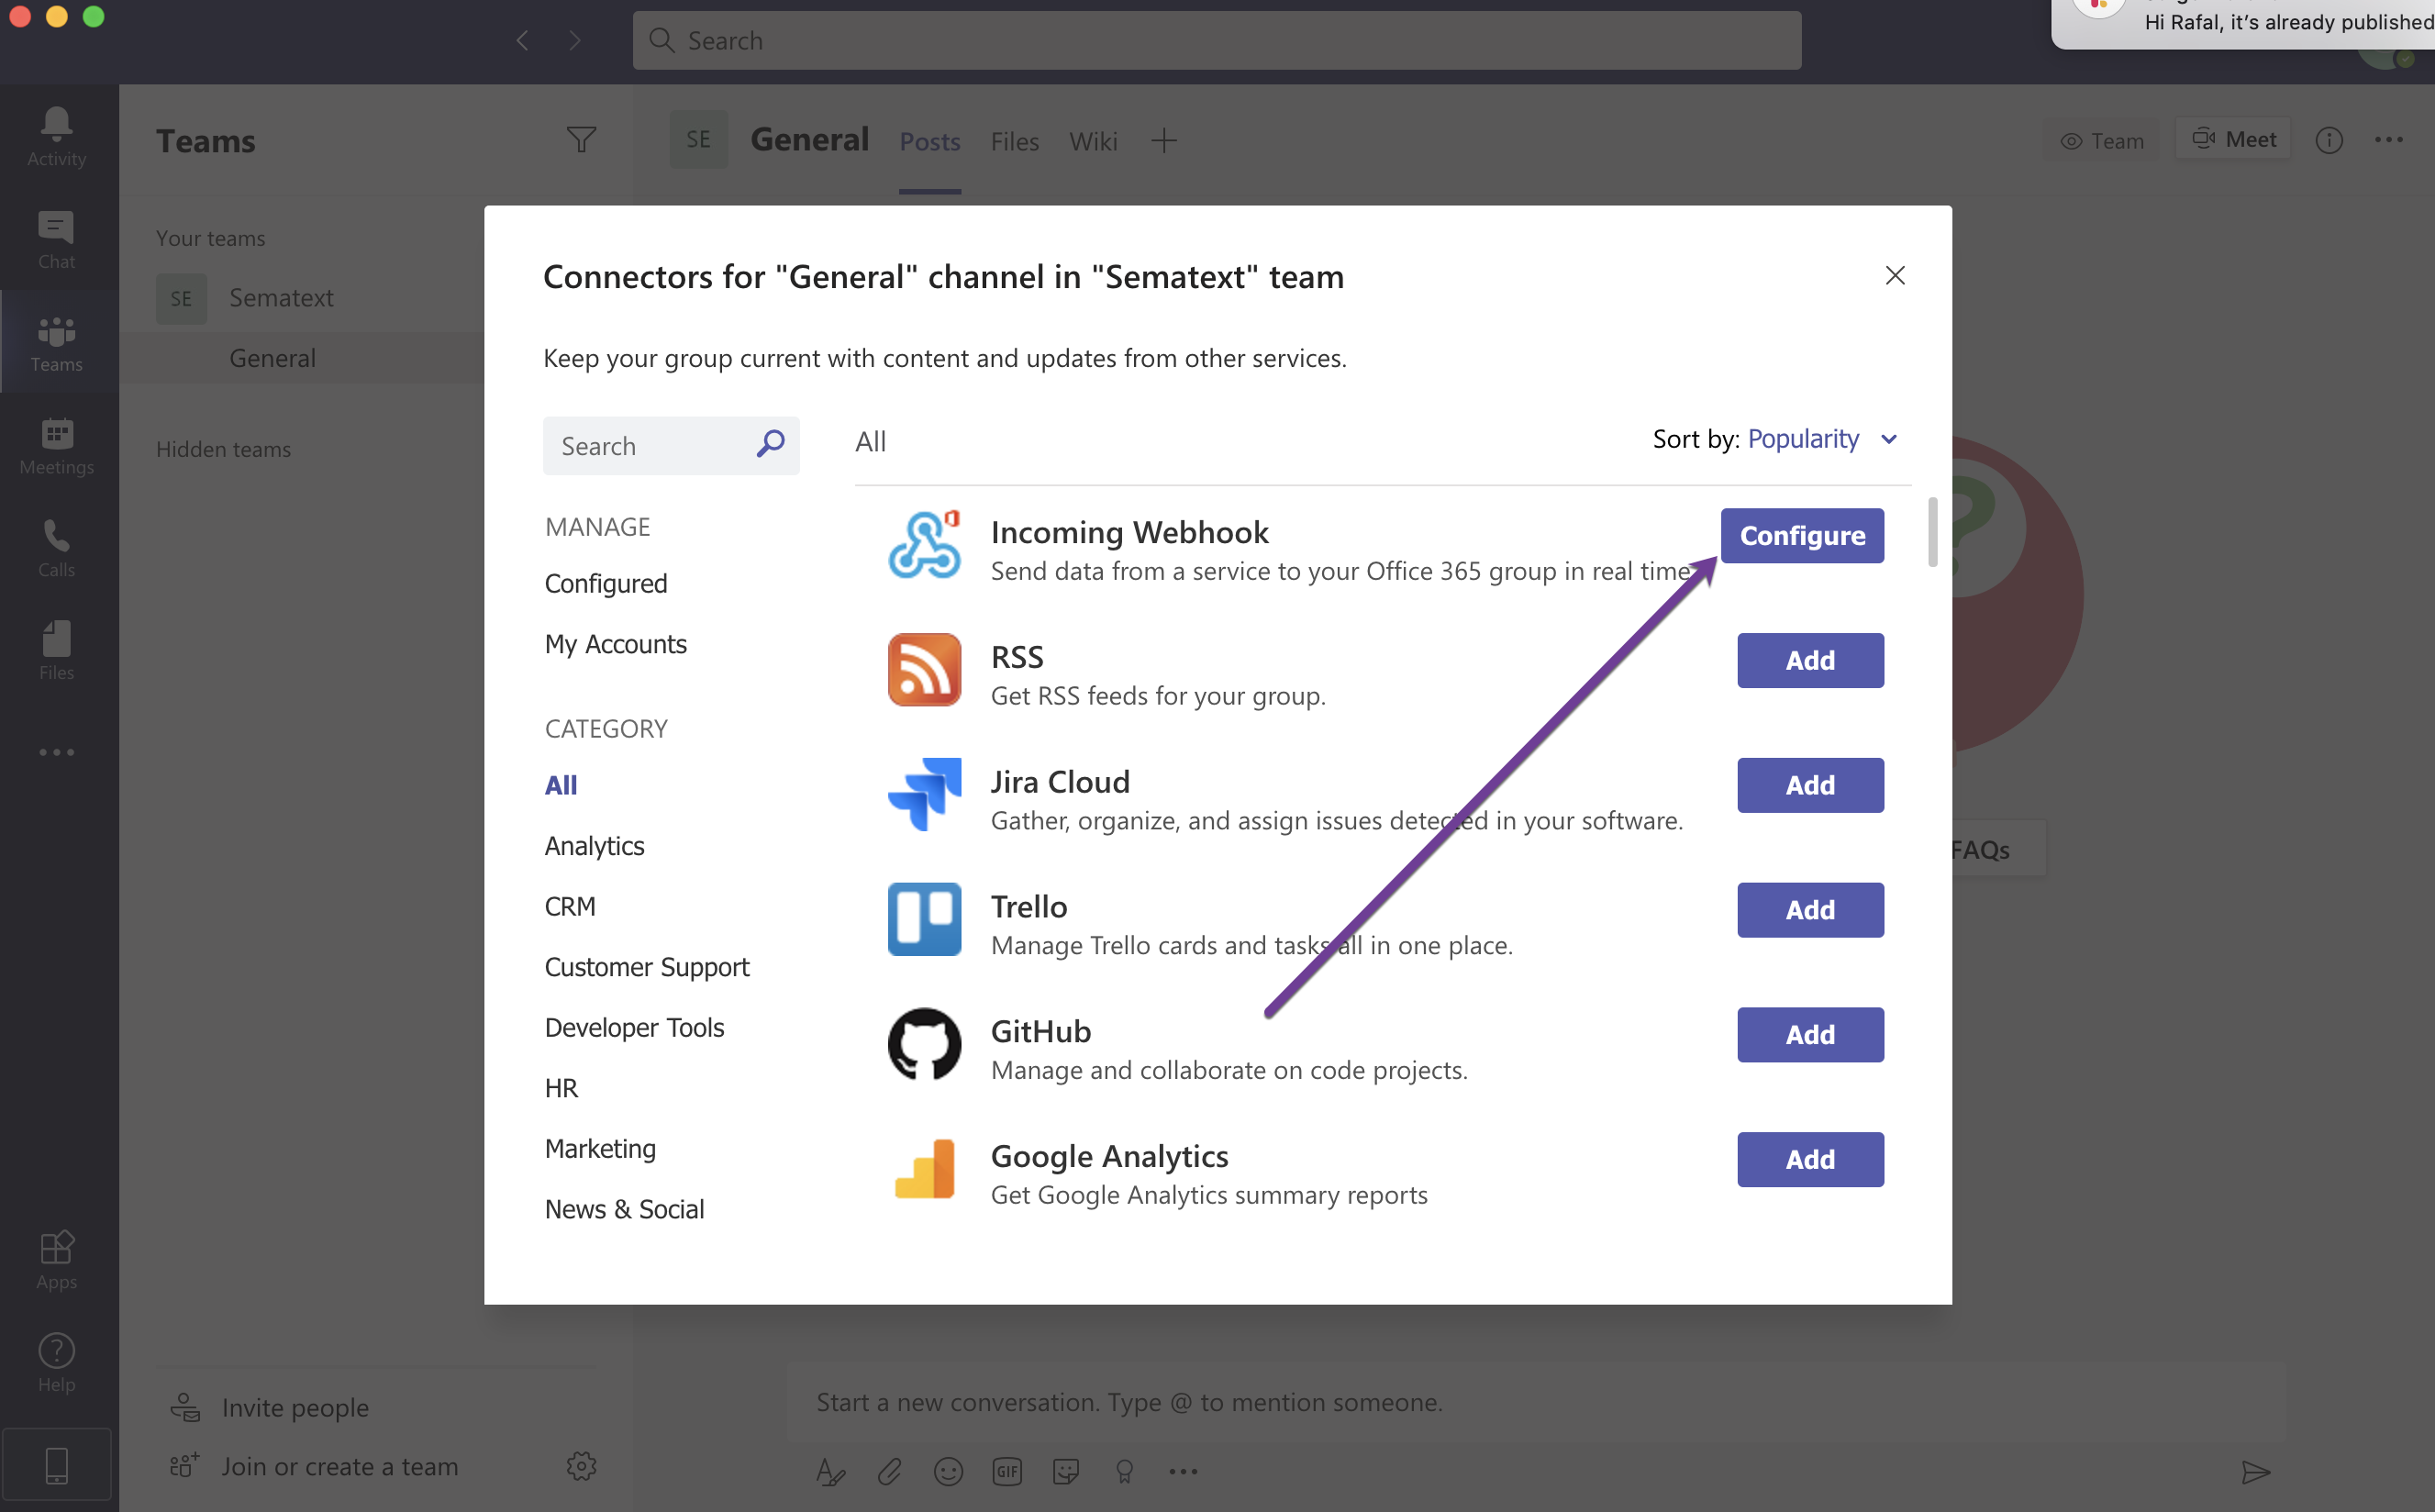 Search
Hi Rafal, it's already published
Activity
Chat
Teams
Meetings
Calls
Files
Apps
Help
Teams
Your teams
SE
Sematext
General
Hidden teams
Invite people
Join or create a team
SE
General
Posts
Files
Wiki
Team
Meet
Connectors for "General" channel in "Sematext" team
Keep your group current with content and updates from other services.
Search
MANAGE
Configured
My Accounts
CATEGORY
All
Analytics
CRM
Customer Support
Developer Tools
HR
Marketing
News & Social
All
Sort by: Popularity
Incoming Webhook
Send data from a service to your Office 365 group in real time
Configure
RSS
Get RSS feeds for your group.
Add
Jira Cloud
Gather, organize, and assign issues detected in your software.
Add
Trello
Manage Trello cards and tasks all in one place.
Add
GitHub
Manage and collaborate on code projects.
Add
Google Analytics
Get Google Analytics summary reports
Add
FAQs
Start a new conversation. Type @ to mention someone.
GIF